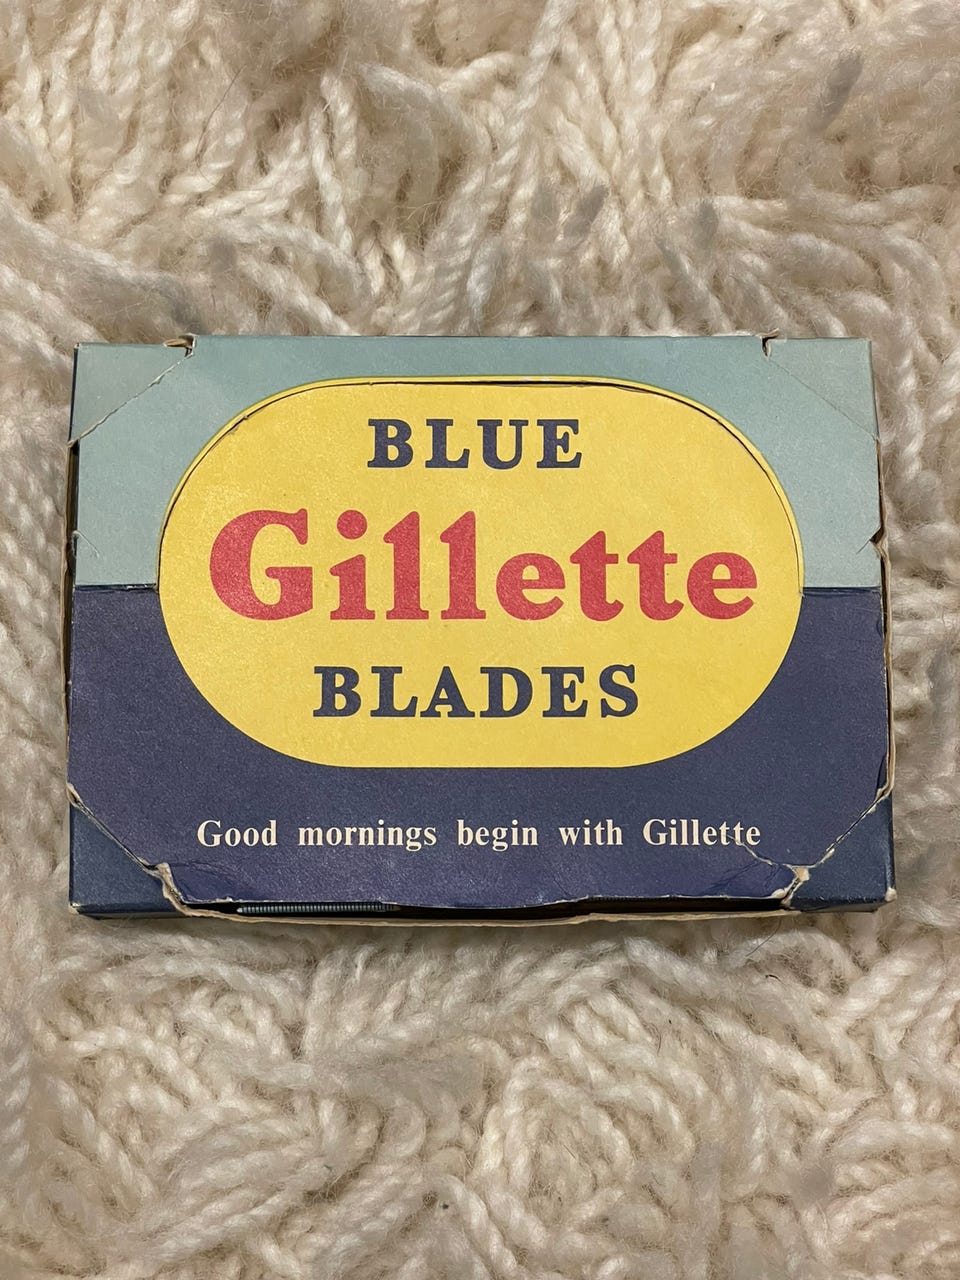 BLUE
Gillette
BLADES
Good mornings begin with Gillette